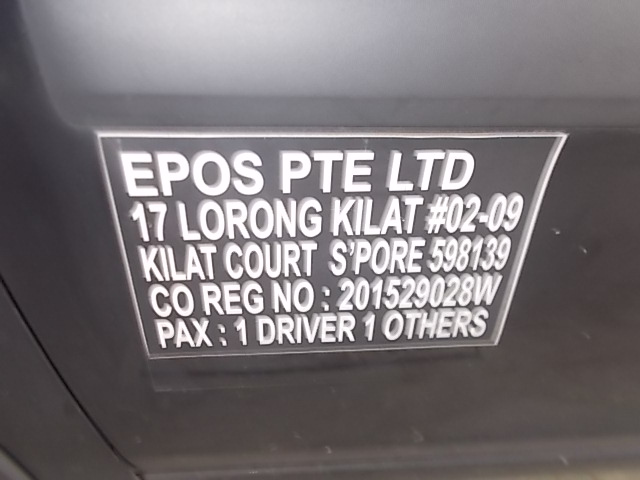 EPOS PTE LTD
17 LORONG KILAT #02-09
KILAT COURT S'PORE 598139
CO REG NO : 201529028W
PAX : 1 DRIVER 1 OTHERS